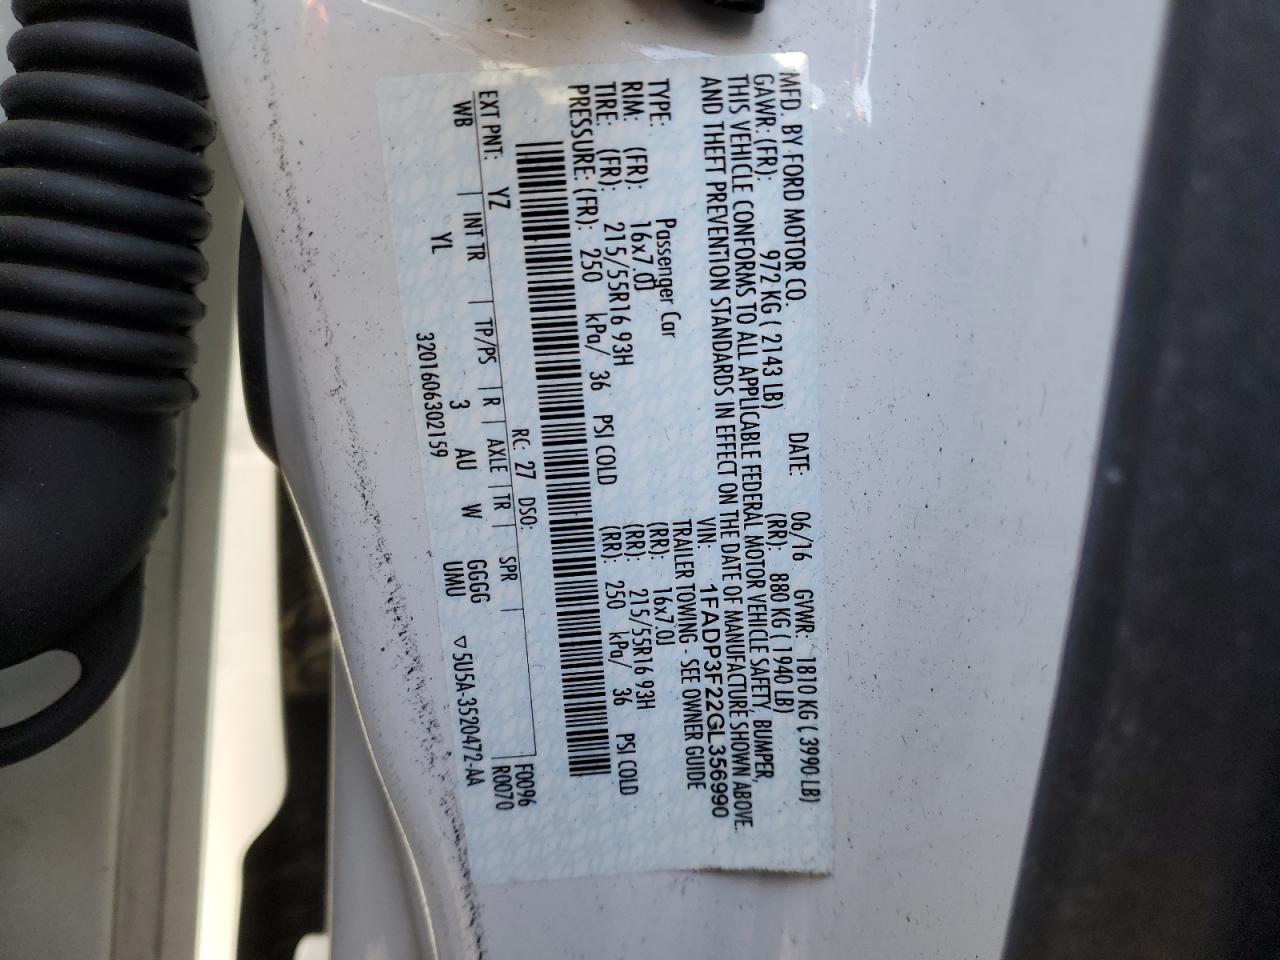 MFD. BY FORD MOTOR CO. DATE: 06/16 GVWR: 1810 KG ( 3990 LB)
GAWR: (FR): 972 KG ( 2143 LB) (RR): 880 KG ( 1940 LB)
THIS VEHICLE CONFORMS TO ALL APPLICABLE FEDERAL MOTOR VEHICLE SAFETY, BUMPER,
AND THEFT PREVENTION STANDARDS IN EFFECT ON THE DATE OF MANUFACTURE SHOWN ABOVE.
VIN: 1FADP3F22GL356990
TYPE: Passenger Car TRAILER TOWING - SEE OWNER GUIDE
RIM: (FR): 16x7.0J (RR): 16x7.0J
TIRE: (FR): 215/55R16 93H (RR): 215/55R16 93H
PRESSURE: (FR): 250 kPa/ 36 PSI COLD (RR): 250 kPa/ 36 PSI COLD
RC: 27 DSO: F0096
EXT PNT: YZ R0070
WB | INT TR | TP/PS | R | AXLE | TR | SPR |
YL 3 AU W GGGG
UMU
3201606302159 ▽5U5A-3520472-AA